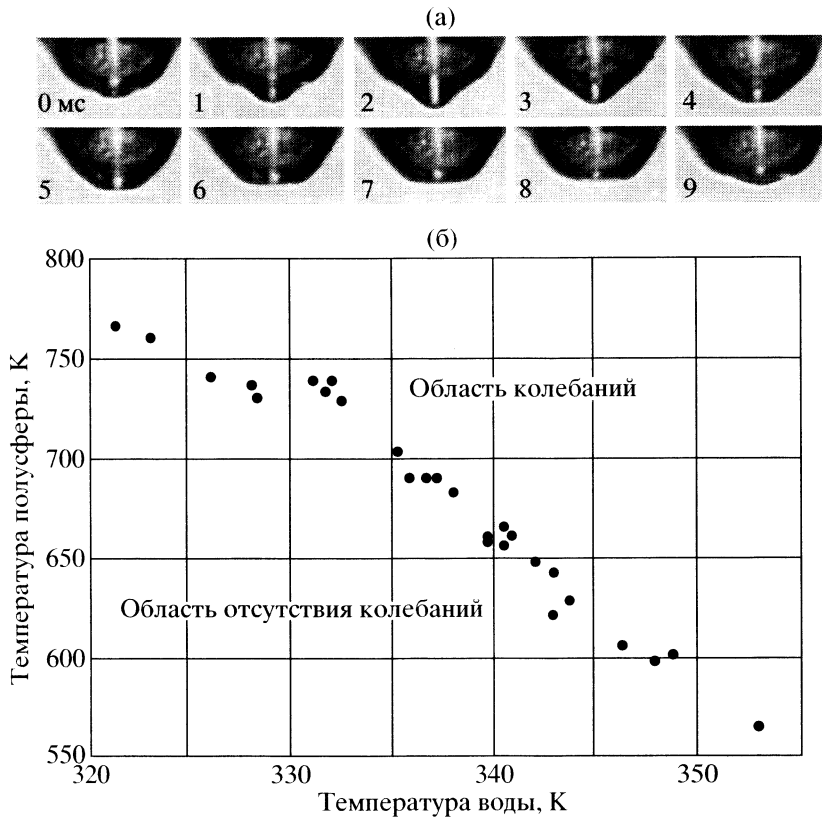 (а)
0 мс 1 2 3 4
5 6 7 8 9
(б)
800
750
700
650
600
550
Температура полусферы, К
Область колебаний
Область отсутствия колебаний
320 330 340 350
Температура воды, К